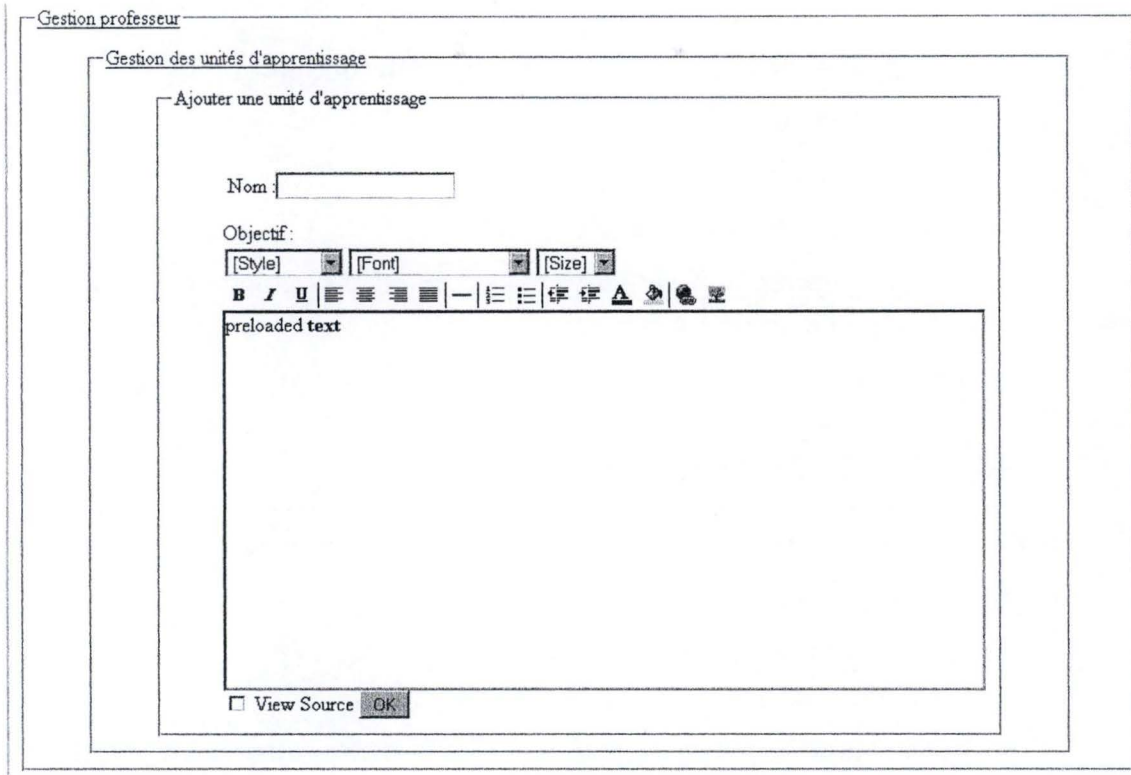 Gestion professeur
Gestion des unités d'apprentissage
Ajouter une unité d'apprentissage
Nom :
Objectif :
[Style] [Font] [Size]
B I U A
preloaded text
View Source OK